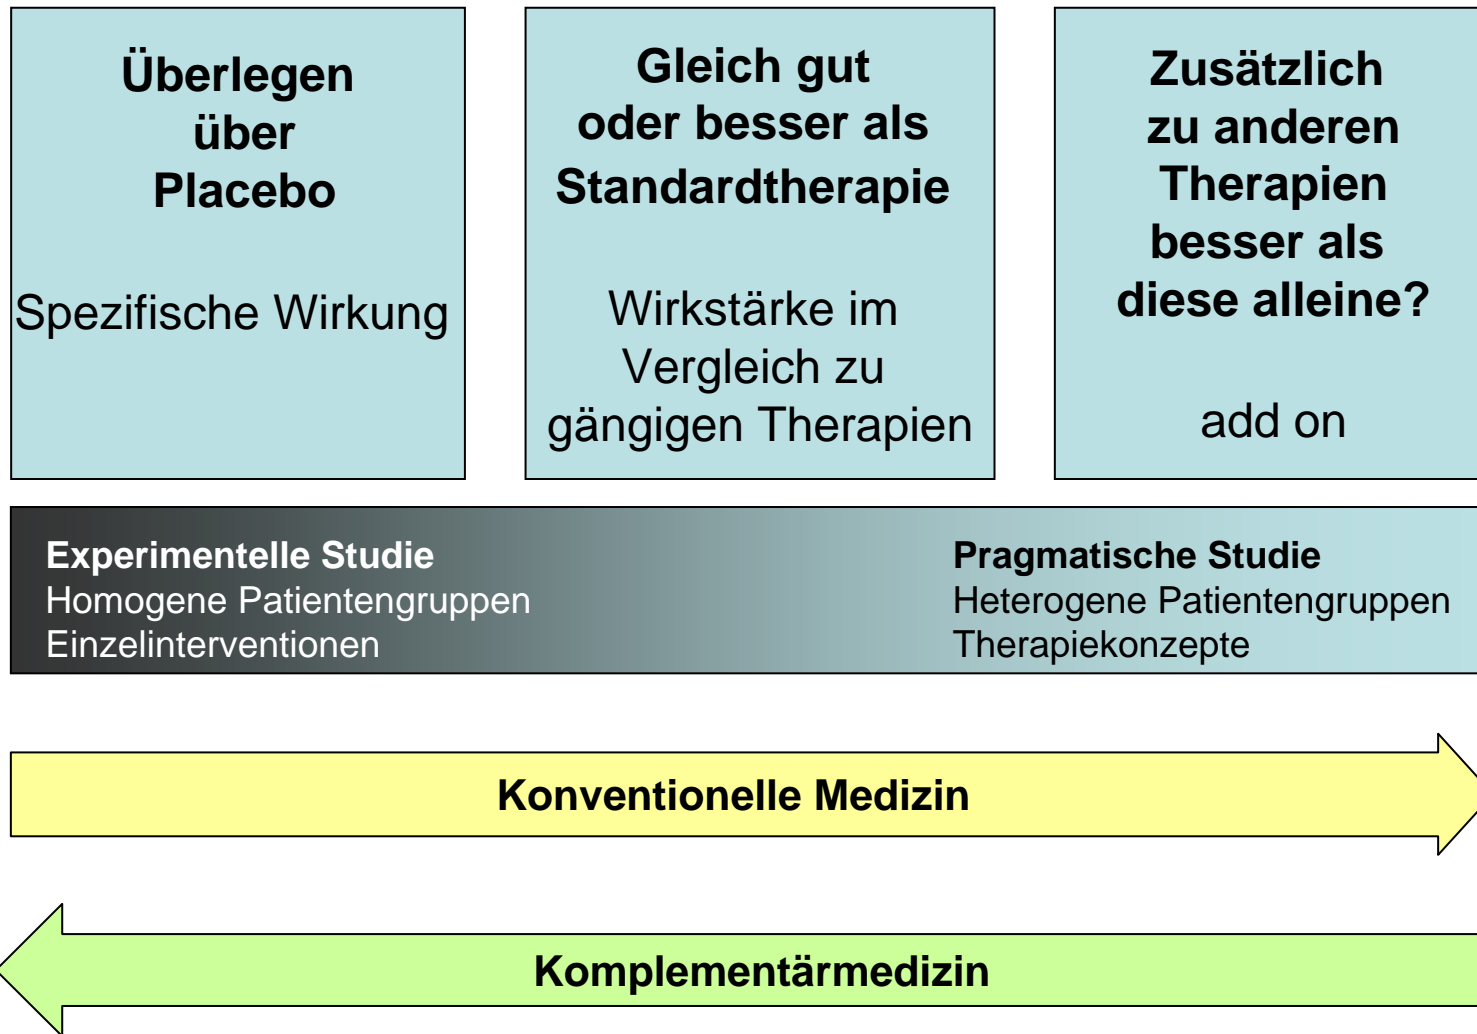 Überlegen
über
Placebo
Spezifische Wirkung
Gleich gut
oder besser als
Standardtherapie
Wirkstärke im
Vergleich zu
gängigen Therapien
Zusätzlich
zu anderen
Therapien
besser als
diese alleine?
add on
Experimentelle Studie
Homogene Patientengruppen
Einzelinterventionen
Pragmatische Studie
Heterogene Patientengruppen
Therapiekonzepte
Konventionelle Medizin
Komplementärmedizin